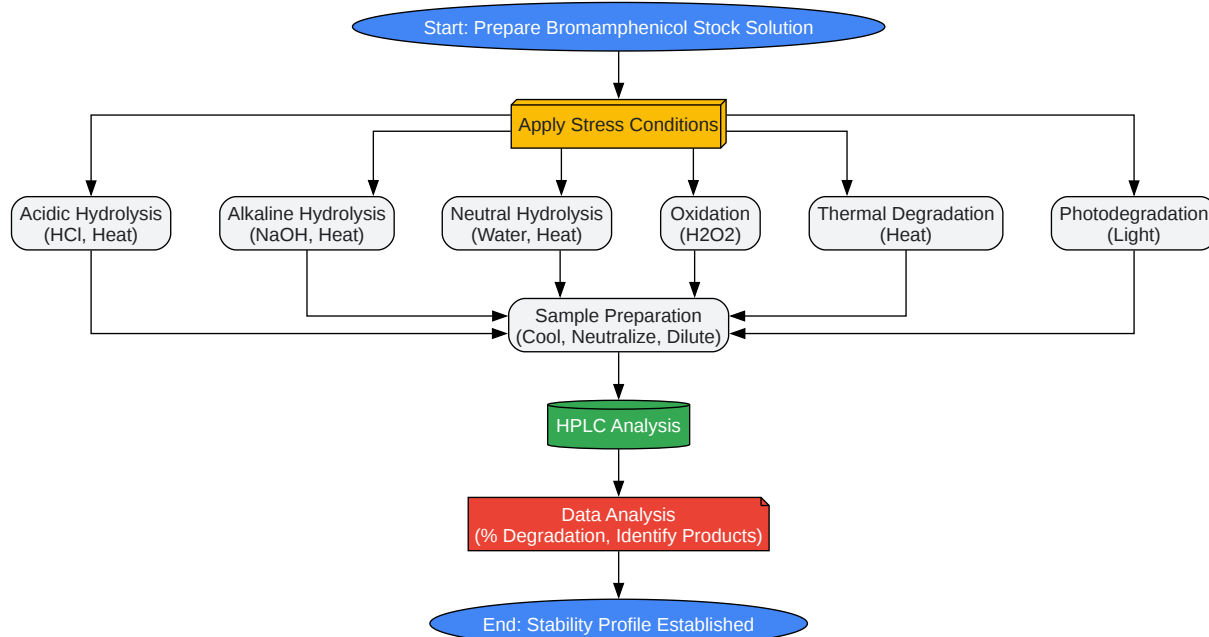 Start: Prepare Bromamphenicol Stock Solution
Apply Stress Conditions
Acidic Hydrolysis
(HCl, Heat)
Alkaline Hydrolysis
(NaOH, Heat)
Neutral Hydrolysis
(Water, Heat)
Oxidation
(H2O2)
Thermal Degradation
(Heat)
Photodegradation
(Light)
Sample Preparation
(Cool, Neutralize, Dilute)
HPLC Analysis
Data Analysis
(% Degradation, Identify Products)
End: Stability Profile Established